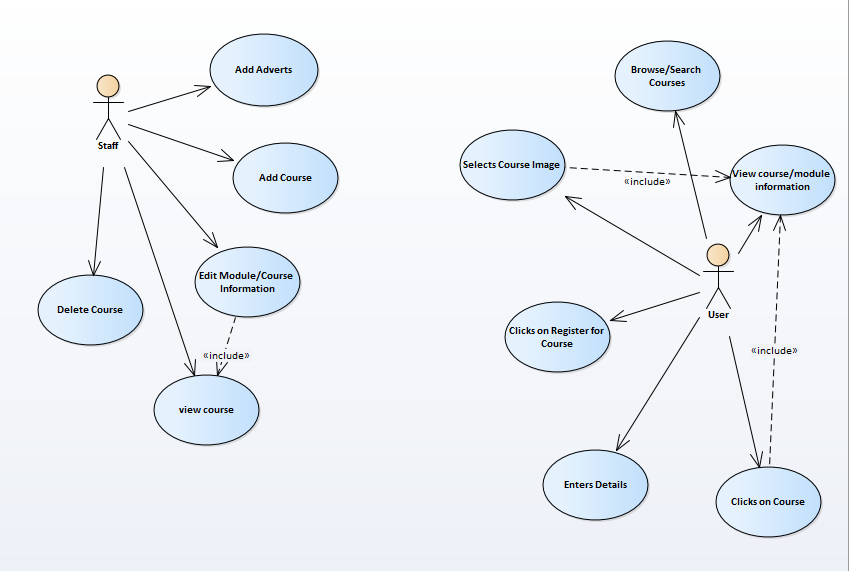 Add Adverts
Staff
Add Course
Edit Module/Course
Information
Delete Course
«include»
view course
Browse/Search
Courses
Selects Course Image
«include»
View course/module
information
User
Clicks on Register for
Course
«include»
Enters Details
Clicks on Course